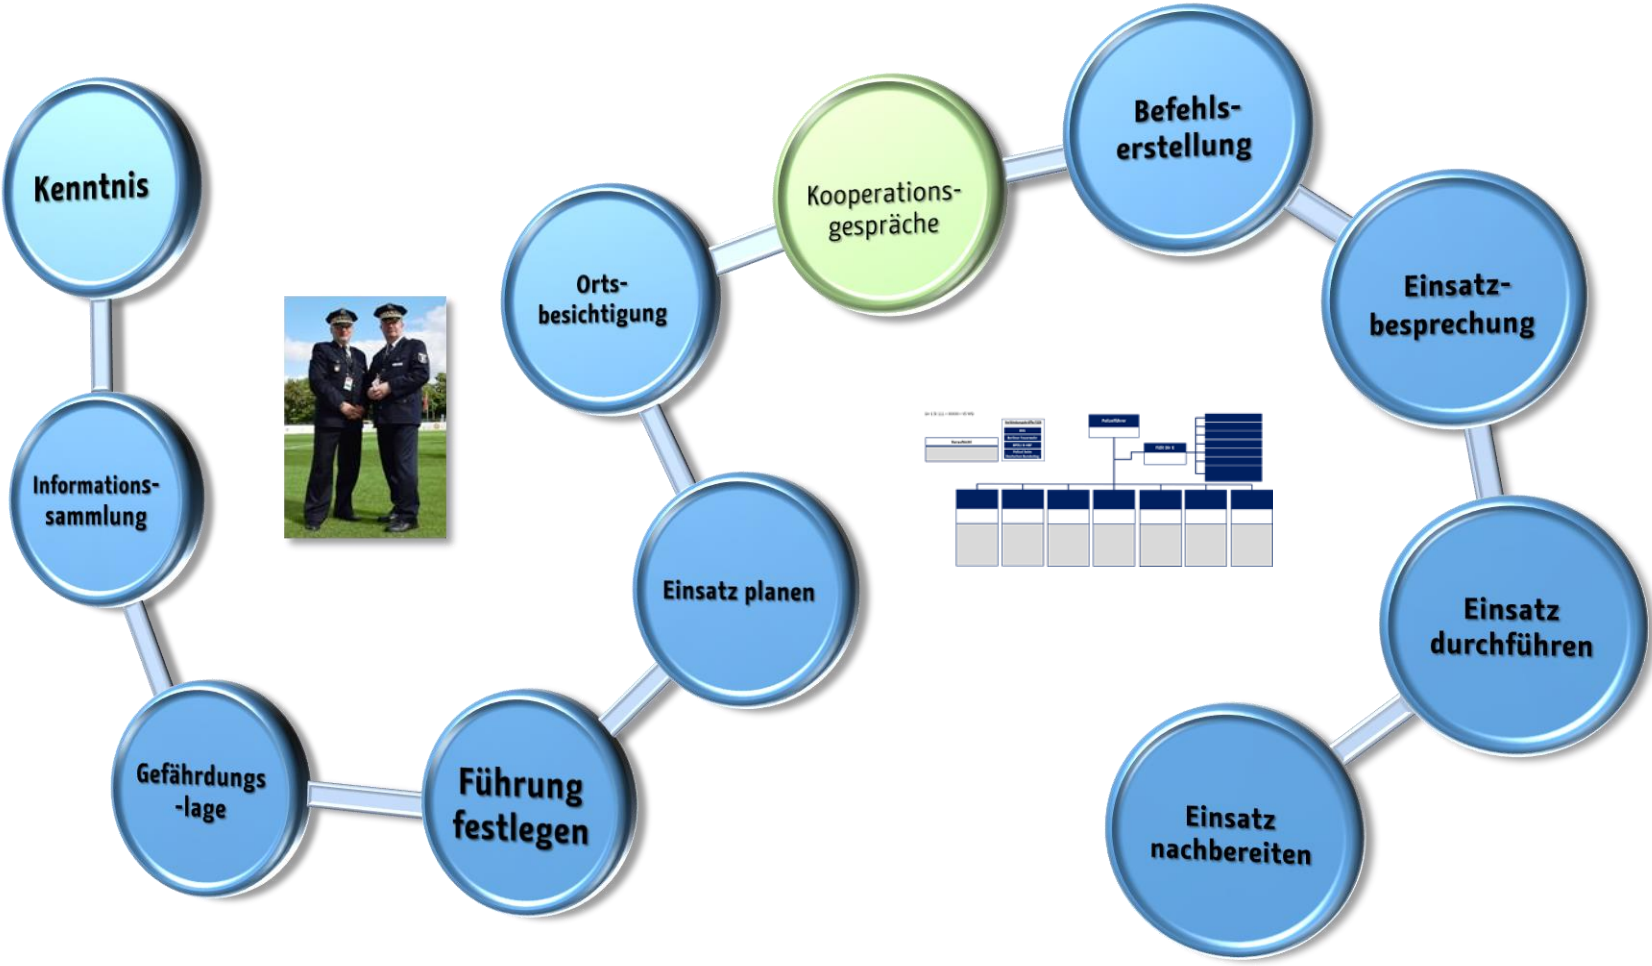 Kenntnis
Informations-
sammlung
Gefährdungs
-lage
Führung
festlegen
Einsatz planen
Orts-
besichtigung
Kooperations-
gespräche
Befehls-
erstellung
Einsatz-
besprechung
Einsatz
durchführen
Einsatz
nachbereiten
Polizeiführer